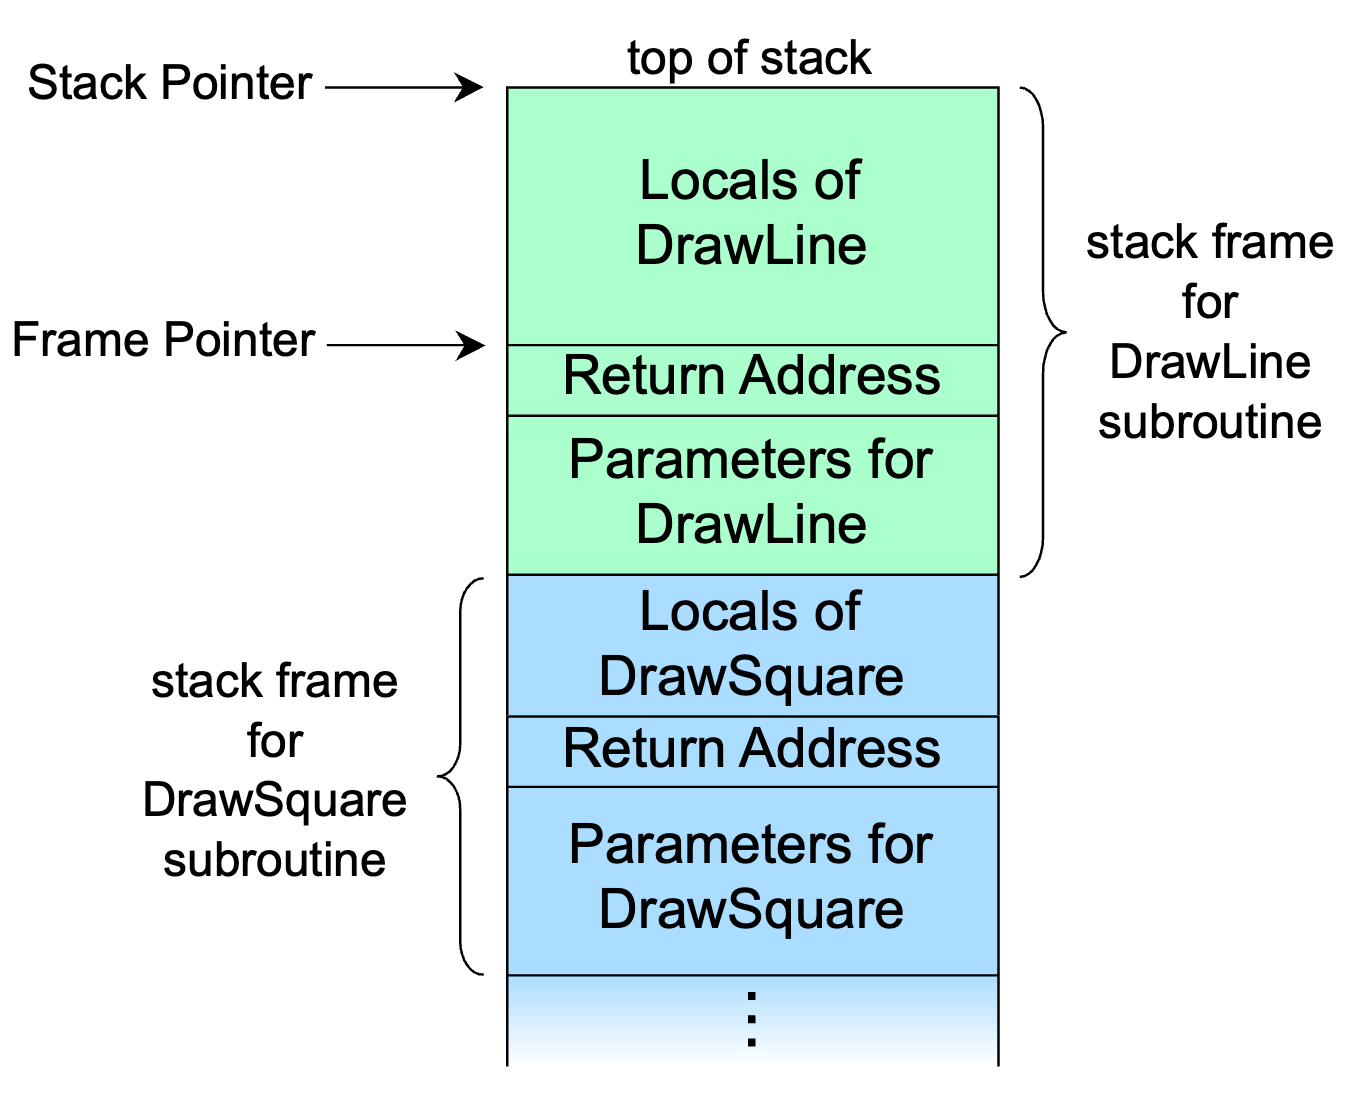 top of stack
Stack Pointer
Locals of
DrawLine
stack frame
for
DrawLine
subroutine
Frame Pointer
Return Address
Parameters for
DrawLine
Locals of
DrawSquare
stack frame
for
DrawSquare
subroutine
Return Address
Parameters for
DrawSquare
⋮